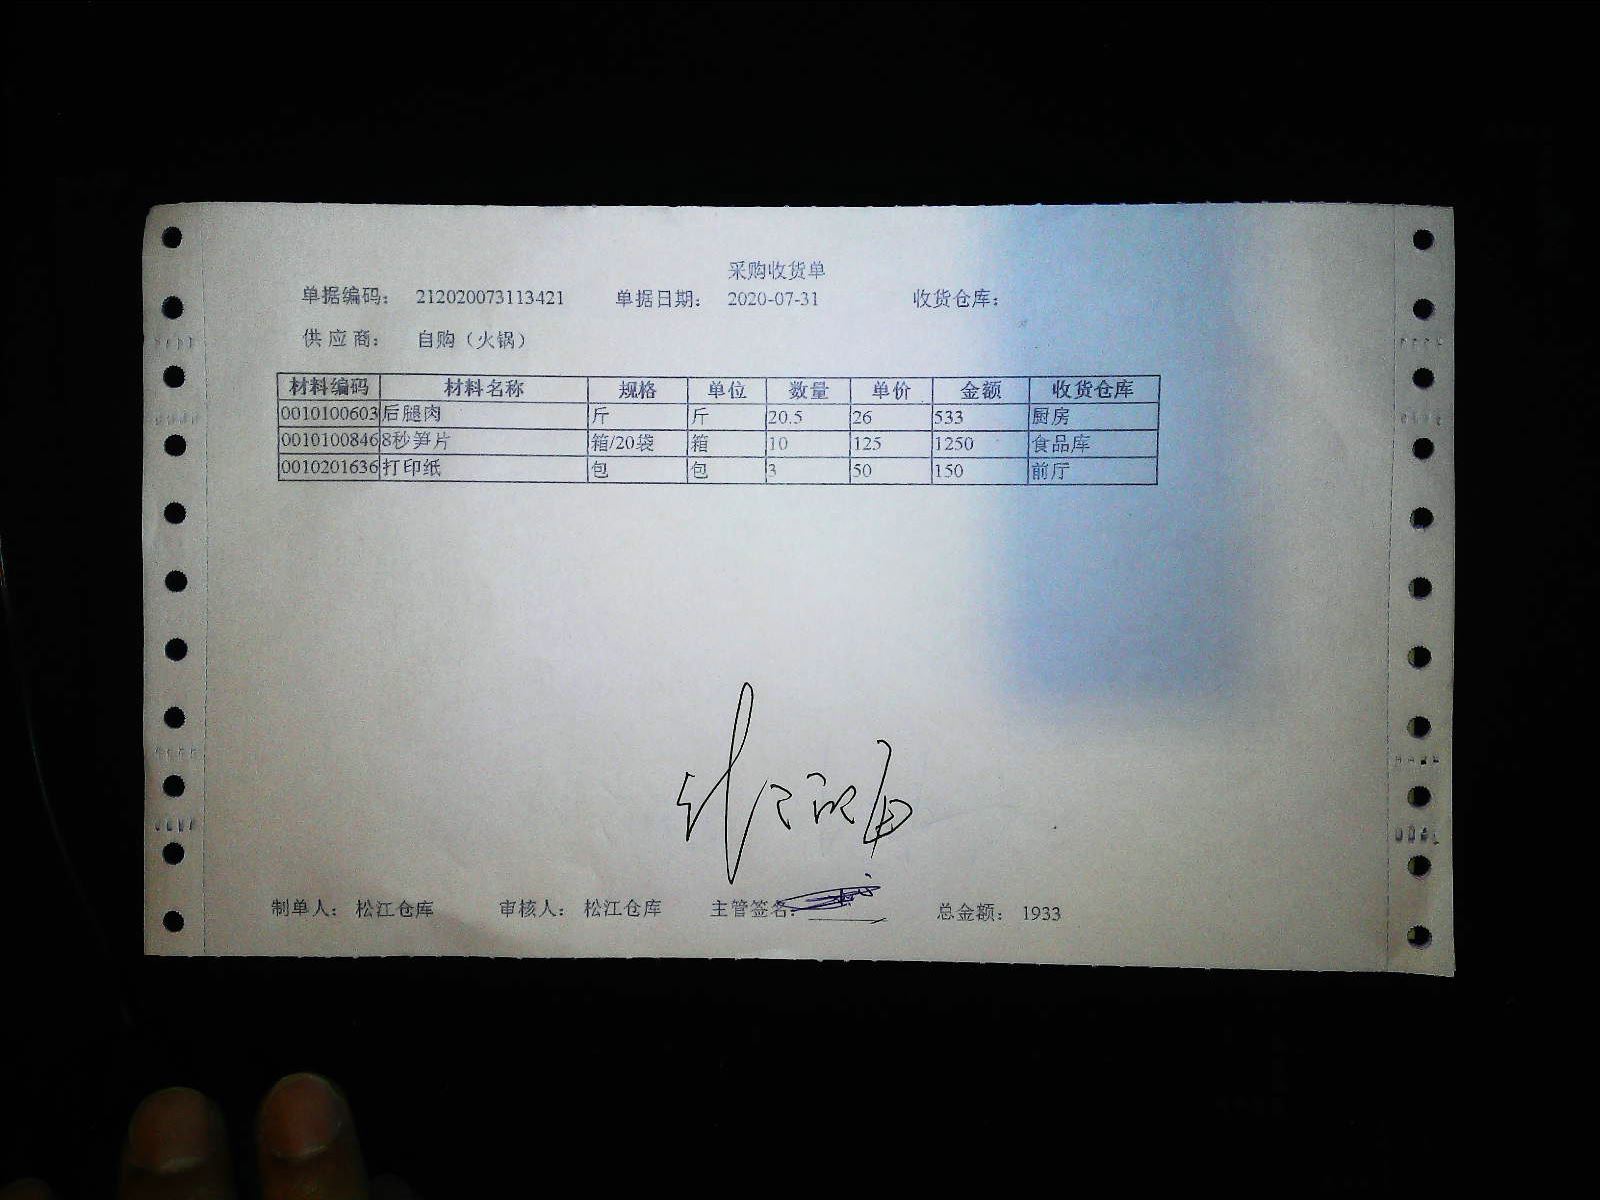 采购收货单
单据编码： 212020073113421 单据日期： 2020-07-31 收货仓库：
供 应 商： 自购（火锅）
材料编码 材料名称 规格 单位 数量 单价 金额 收货仓库
0010100603 后腿肉 斤 斤 20.5 26 533 厨房
0010100846 8秒笋片 箱/20袋 箱 10 125 1250 食品库
0010201636 打印纸 包 包 3 50 150 前厅
制单人： 松江仓库 审核人： 松江仓库 主管签名： 总金额： 1933